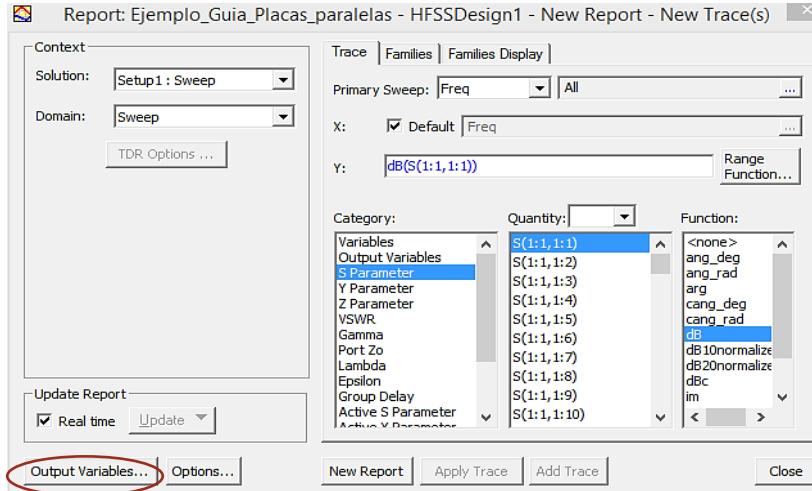 Report: Ejemplo_Guia_Placas_paralelas - HFSSDesign1 - New Report - New Trace(s)
Context
Solution:
Setup1 : Sweep
Domain:
Sweep
TDR Options ...
Update Report
Real time
Update
Output Variables...
Options...
Trace
Families
Families Display
Primary Sweep:
Freq
All
...
X:
Default
Freq
...
Y:
dB(S(1:1,1:1))
Range
Function...
Category:
Variables
Output Variables
S Parameter
Y Parameter
Z Parameter
VSWR
Gamma
Port Zo
Lambda
Epsilon
Group Delay
Active S Parameter
Active Y Parameter
Quantity:
S(1:1,1:1)
S(1:1,1:2)
S(1:1,1:3)
S(1:1,1:4)
S(1:1,1:5)
S(1:1,1:6)
S(1:1,1:7)
S(1:1,1:8)
S(1:1,1:9)
S(1:1,1:10)
Function:
<none>
ang_deg
ang_rad
arg
cang_deg
cang_rad
dB
dB10normalize
dB20normalize
dBc
im
New Report
Apply Trace
Add Trace
Close